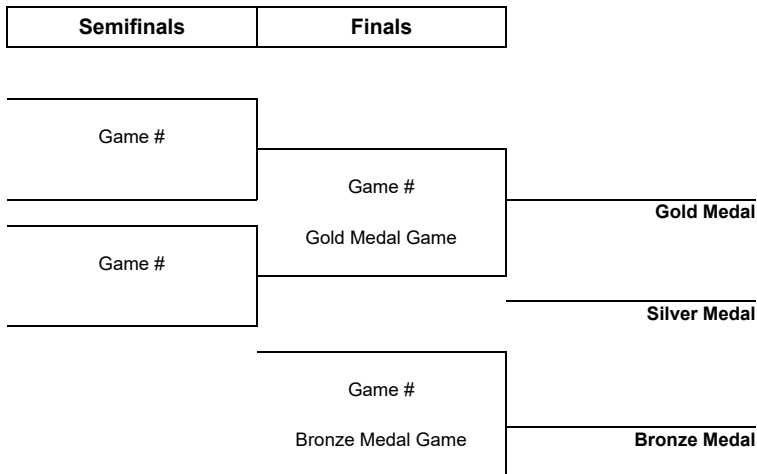 Semifinals Finals
Game #
Game #
Gold Medal
Gold Medal Game
Game #
Silver Medal
Game #
Bronze Medal Game Bronze Medal